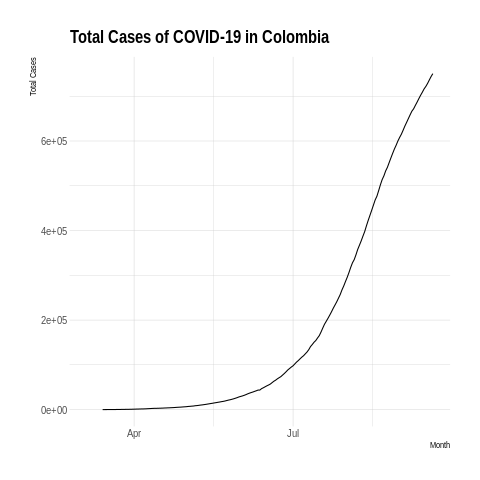 Total Cases of COVID-19 in Colombia
Total Cases
6e+05
4e+05
2e+05
0e+00
Apr
Jul
Month